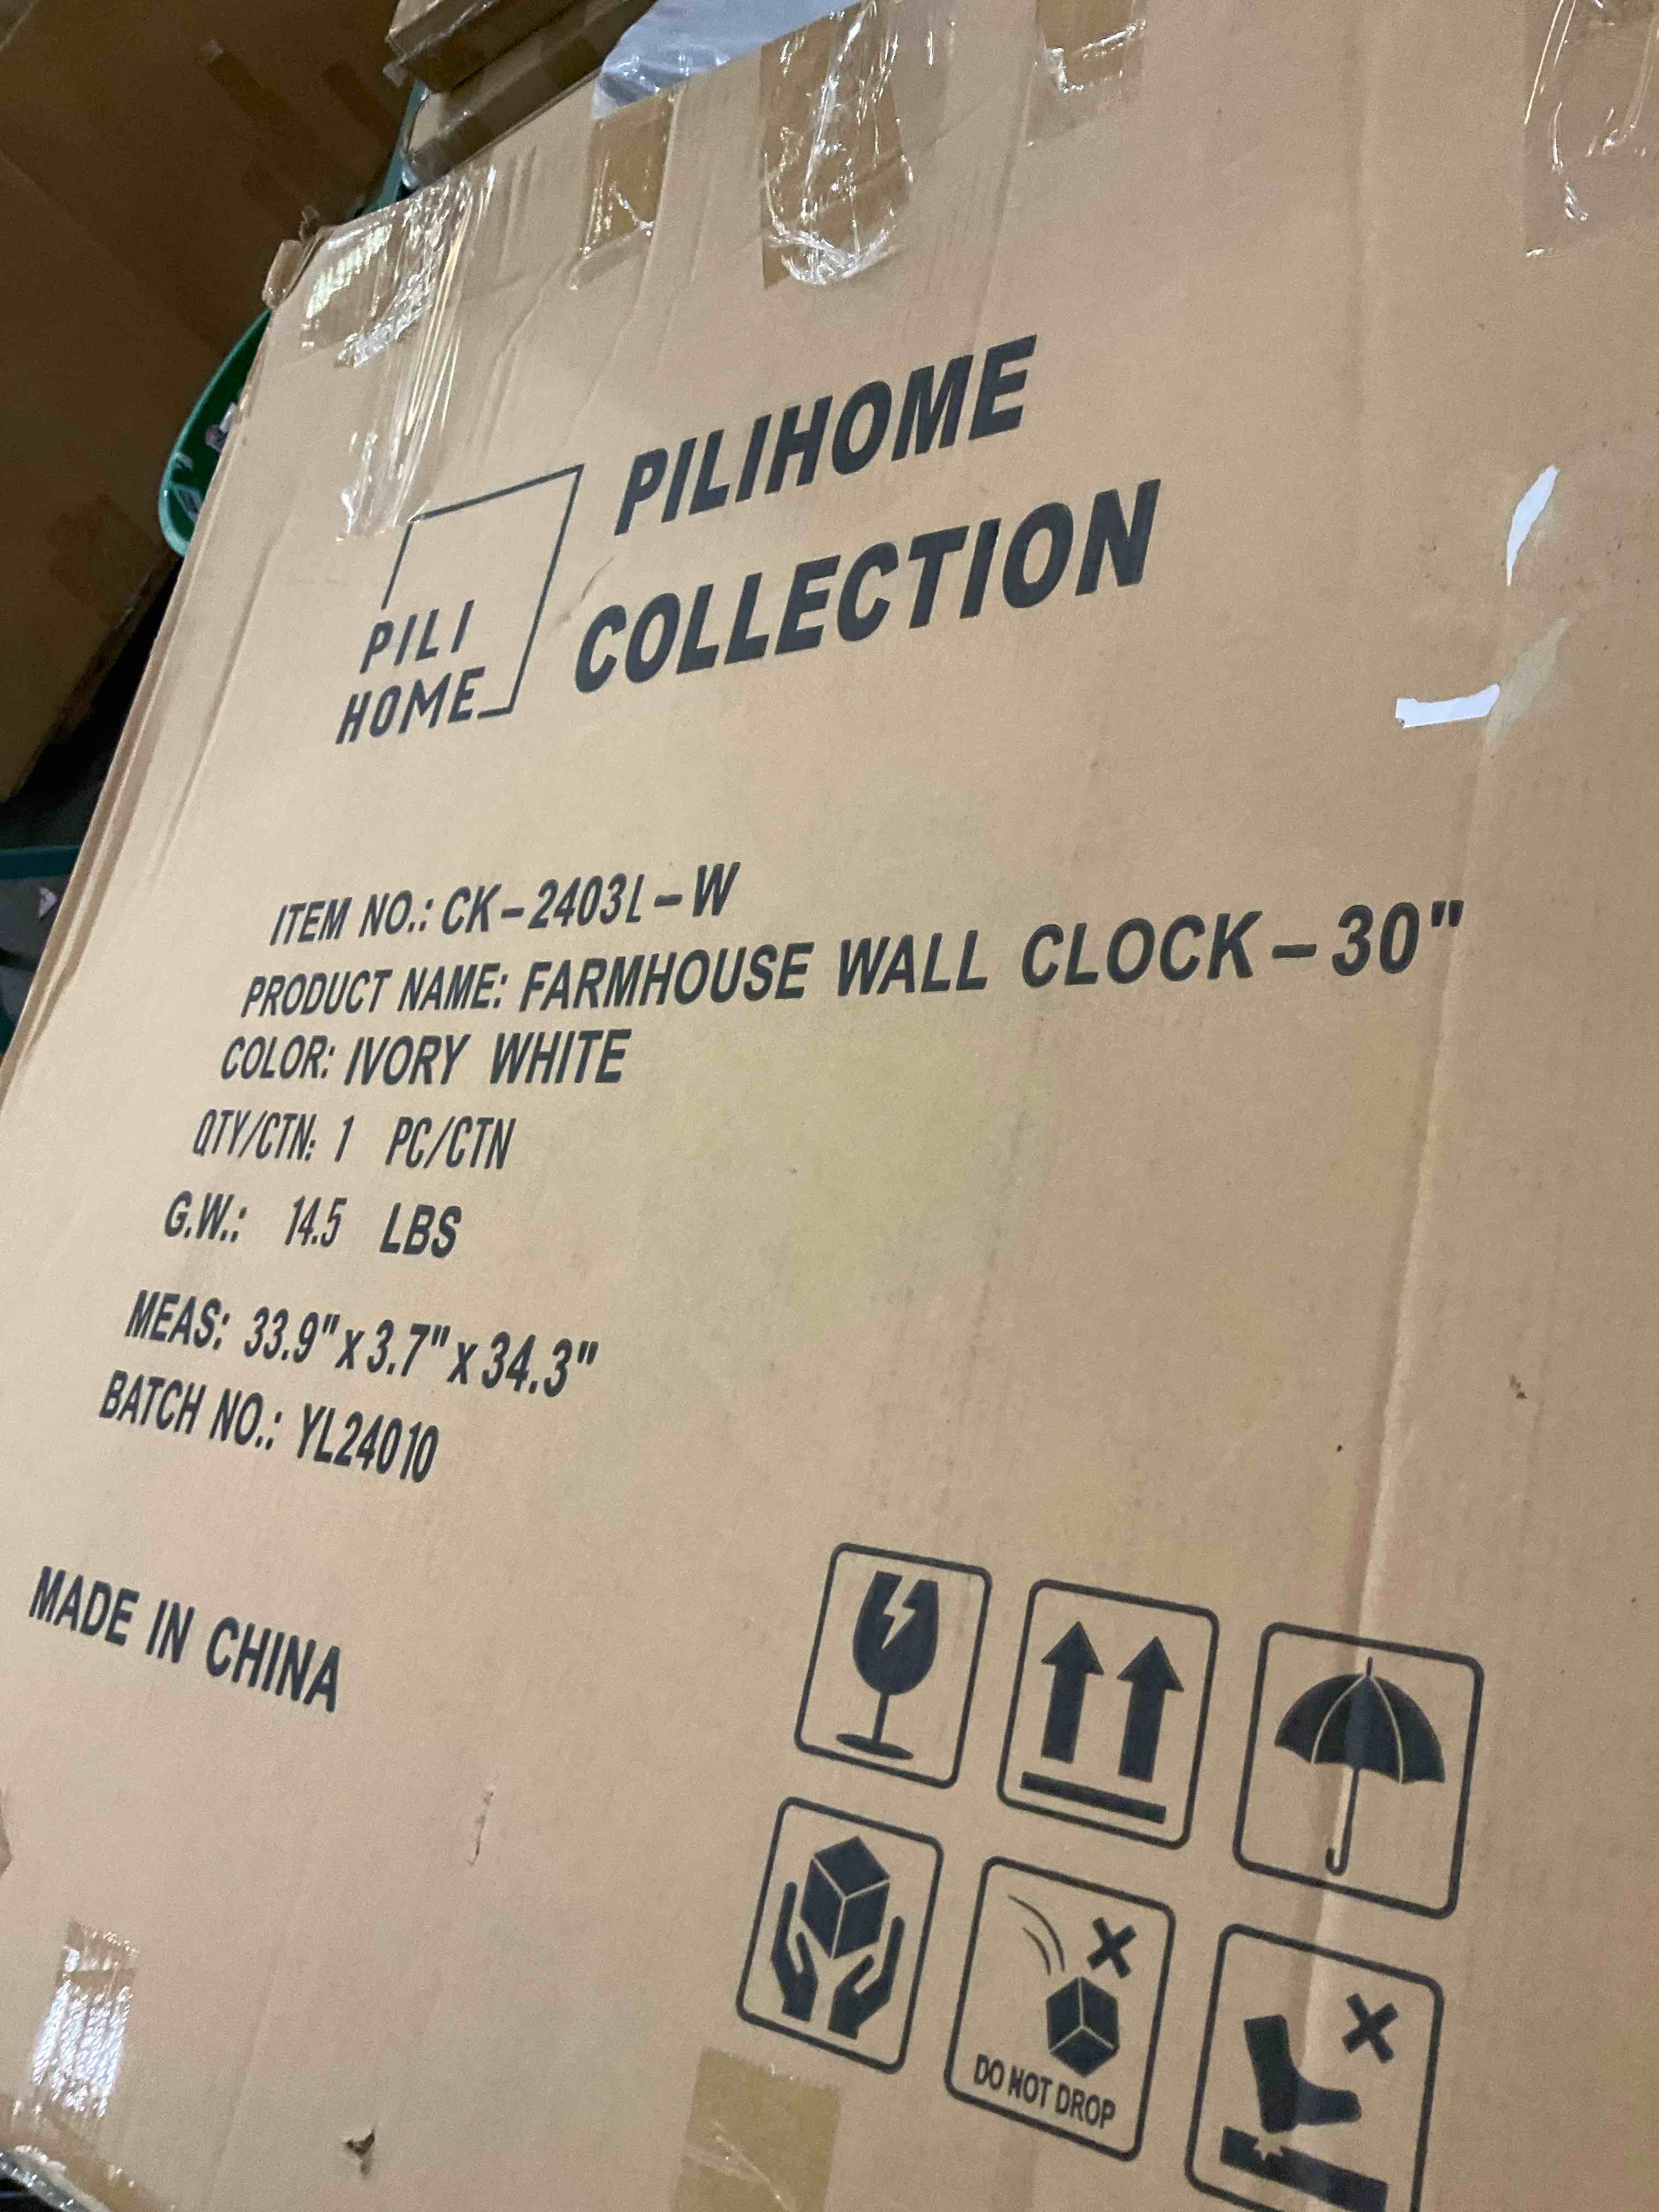 PILI
HOME
PILIHOME
COLLECTION
ITEM NO.: CK-2403L-W
PRODUCT NAME: FARMHOUSE WALL CLOCK-30"
COLOR: IVORY WHITE
QTY/CTN: 1 PC/CTN
G.W.: 14.5 LBS
MEAS: 33.9"x3.7"x34.3"
BATCH NO.: YL24010
MADE IN CHINA
DO NOT DROP